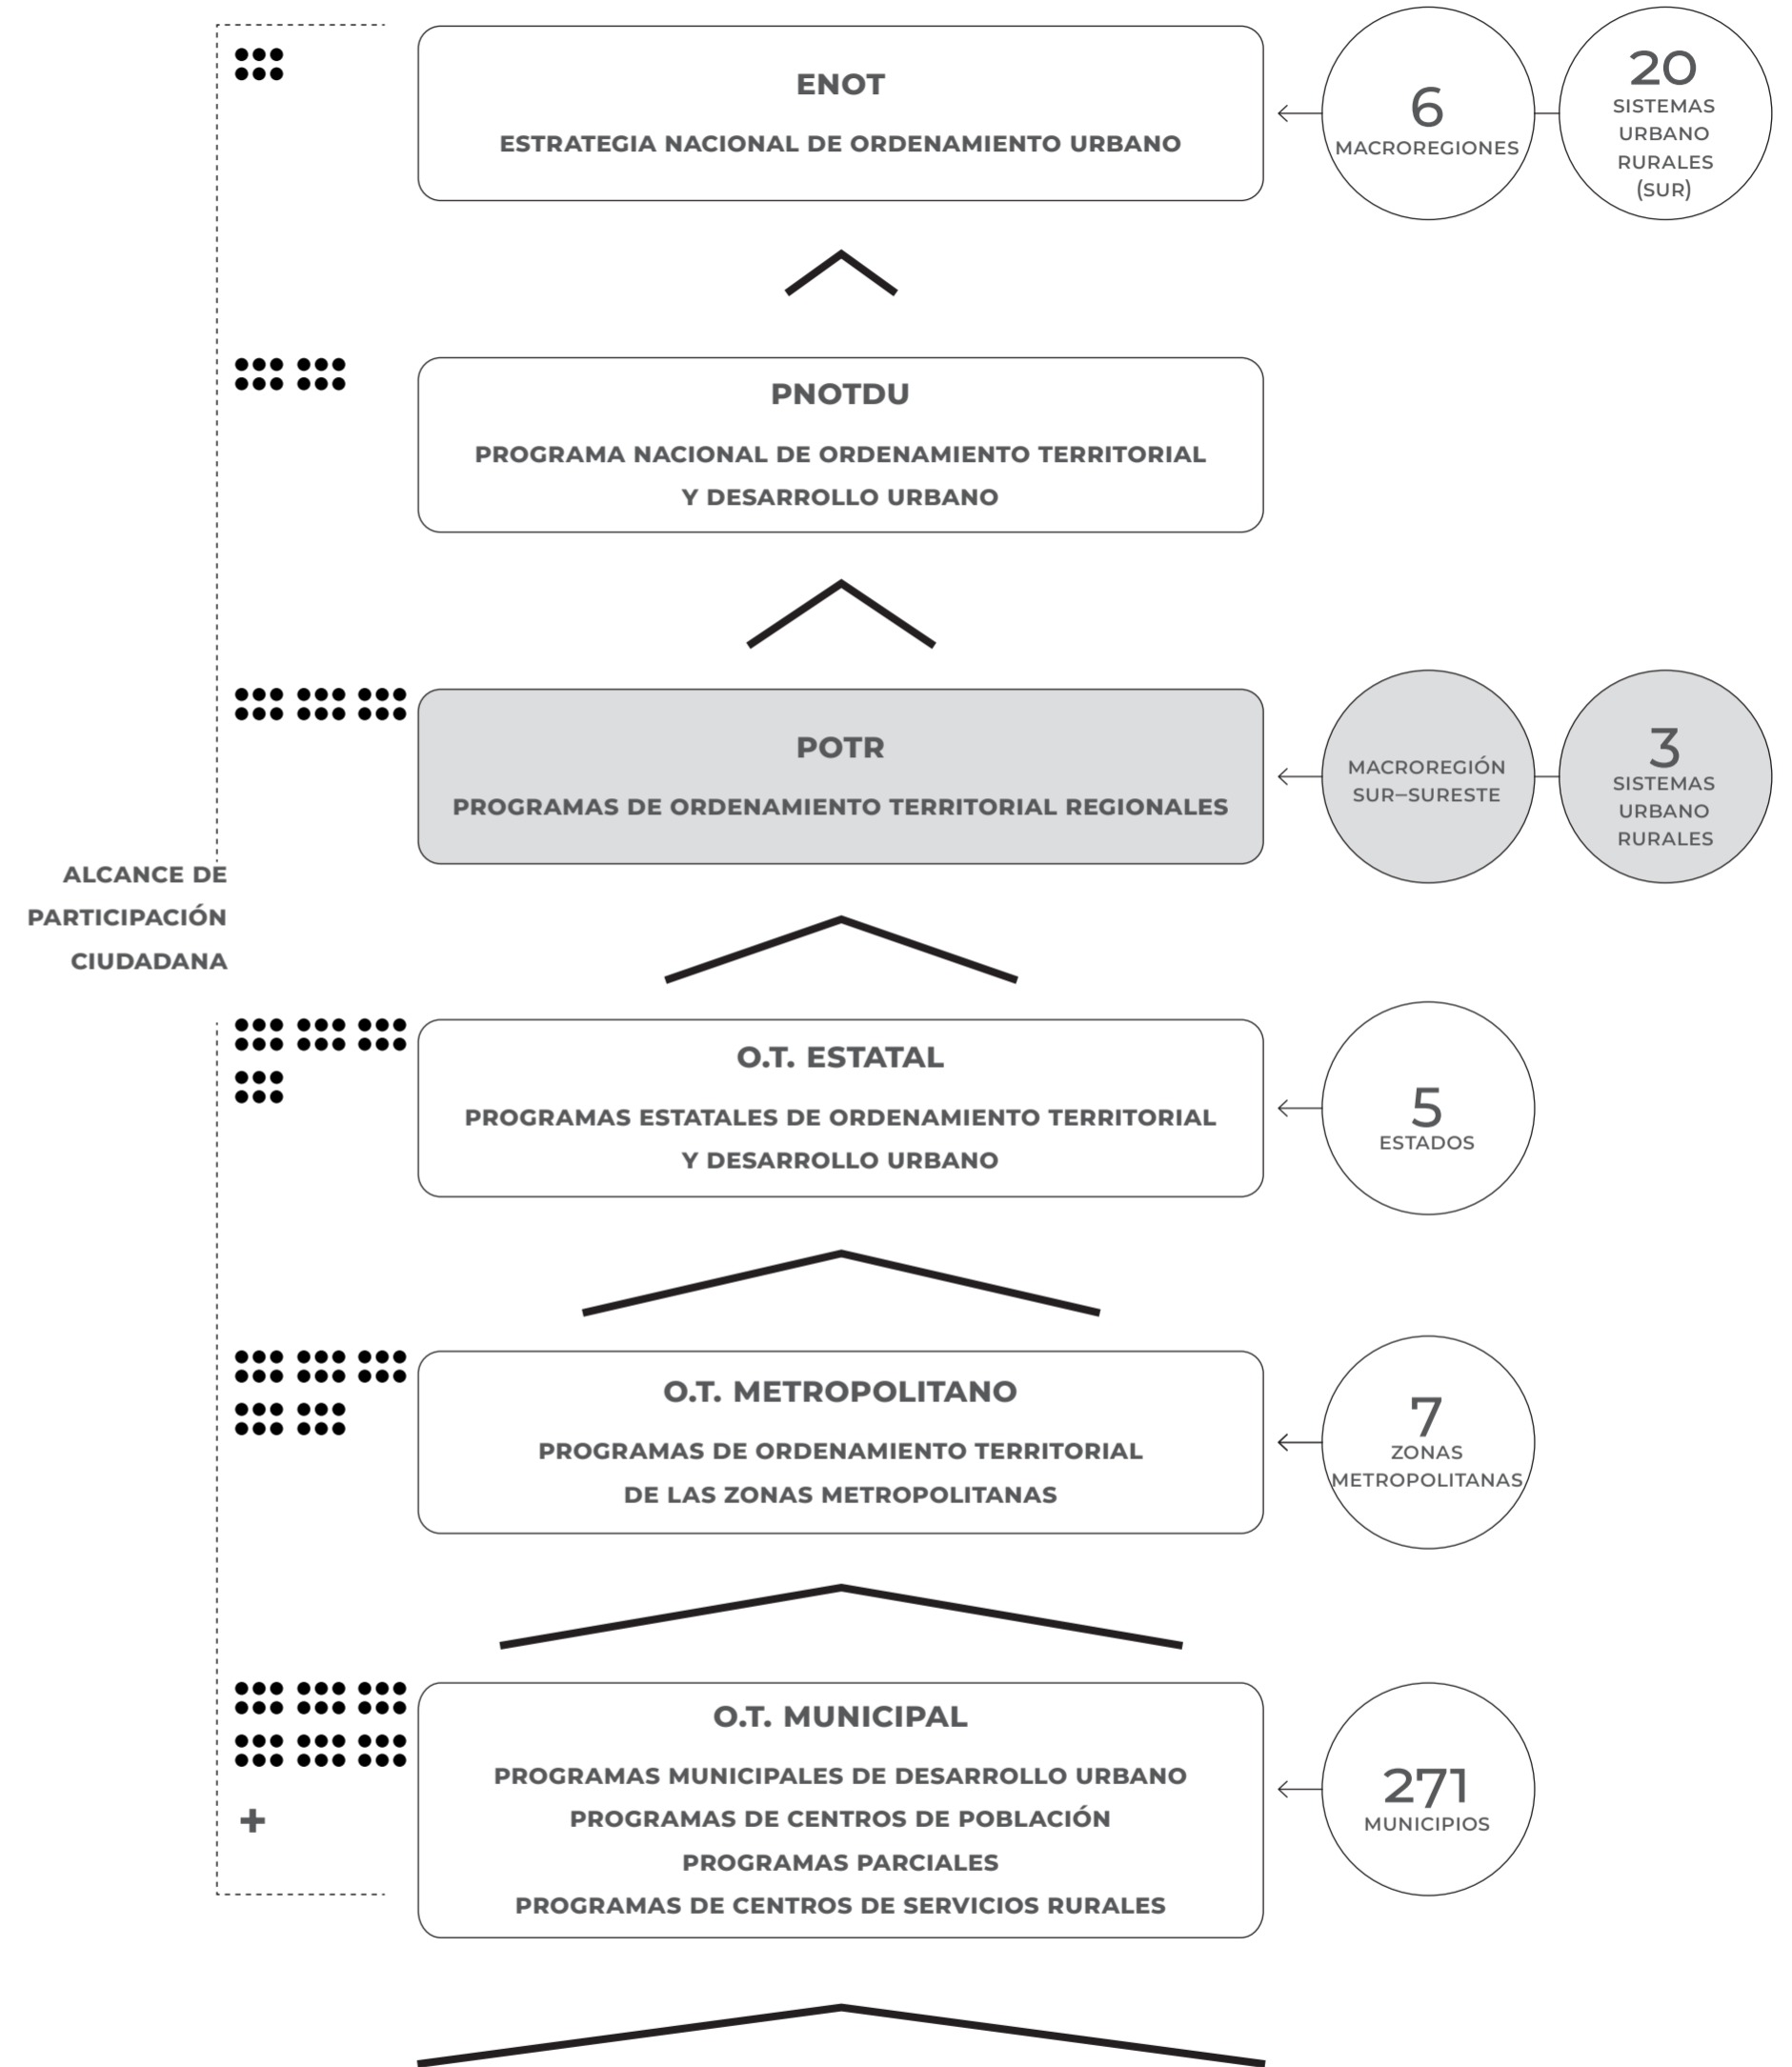 ENOT
ESTRATEGIA NACIONAL DE ORDENAMIENTO URBANO
6
MACROREGIONES
20
SISTEMAS
URBANO
RURALES
(SUR)
PNOTDU
PROGRAMA NACIONAL DE ORDENAMIENTO TERRITORIAL
Y DESARROLLO URBANO
POTR
PROGRAMAS DE ORDENAMIENTO TERRITORIAL REGIONALES
MACROREGIÓN
SUR–SURESTE
3
SISTEMAS
URBANO
RURALES
ALCANCE DE
PARTICIPACIÓN
CIUDADANA
O.T. ESTATAL
PROGRAMAS ESTATALES DE ORDENAMIENTO TERRITORIAL
Y DESARROLLO URBANO
5
ESTADOS
O.T. METROPOLITANO
PROGRAMAS DE ORDENAMIENTO TERRITORIAL
DE LAS ZONAS METROPOLITANAS
7
ZONAS
METROPOLITANAS
+
O.T. MUNICIPAL
PROGRAMAS MUNICIPALES DE DESARROLLO URBANO
PROGRAMAS DE CENTROS DE POBLACIÓN
PROGRAMAS PARCIALES
PROGRAMAS DE CENTROS DE SERVICIOS RURALES
271
MUNICIPIOS